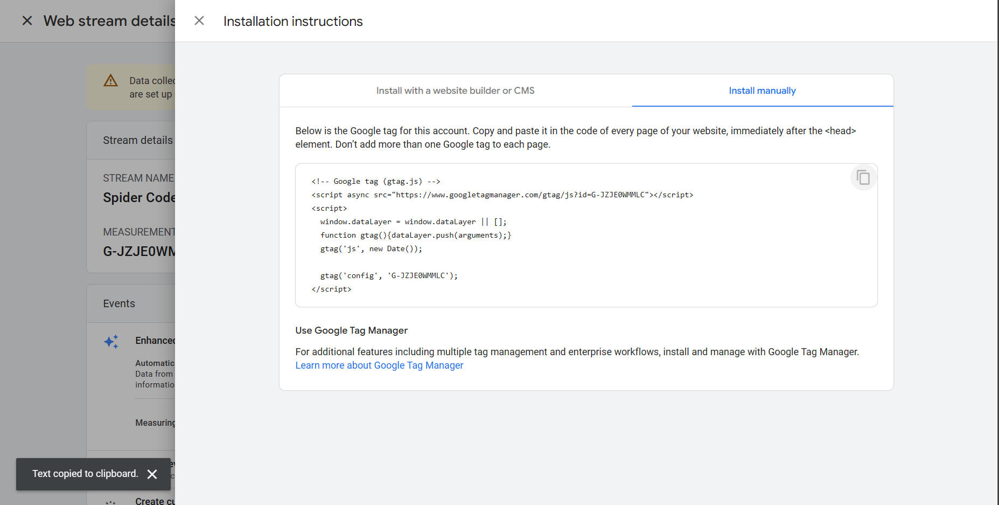 Web stream details
Installation instructions
Data collec
are set up
Stream details
STREAM NAME
Spider Code
MEASUREMENT
G-JZJE0WM
Events
Enhanced
Automatic
Data from
informatio
Measuring
Create cu
Text copied to clipboard.
Install with a website builder or CMS
Install manually
Below is the Google tag for this account. Copy and paste it in the code of every page of your website, immediately after the <head>
element. Don’t add more than one Google tag to each page.
<!-- Google tag (gtag.js) -->
<script async src="https://www.googletagmanager.com/gtag/js?id=G-JZJE0WMMLC"></script>
<script>
  window.dataLayer = window.dataLayer || [];
  function gtag(){dataLayer.push(arguments);}
  gtag('js', new Date());

  gtag('config', 'G-JZJE0WMMLC');
</script>
Use Google Tag Manager
For additional features including multiple tag management and enterprise workflows, install and manage with Google Tag Manager.
Learn more about Google Tag Manager